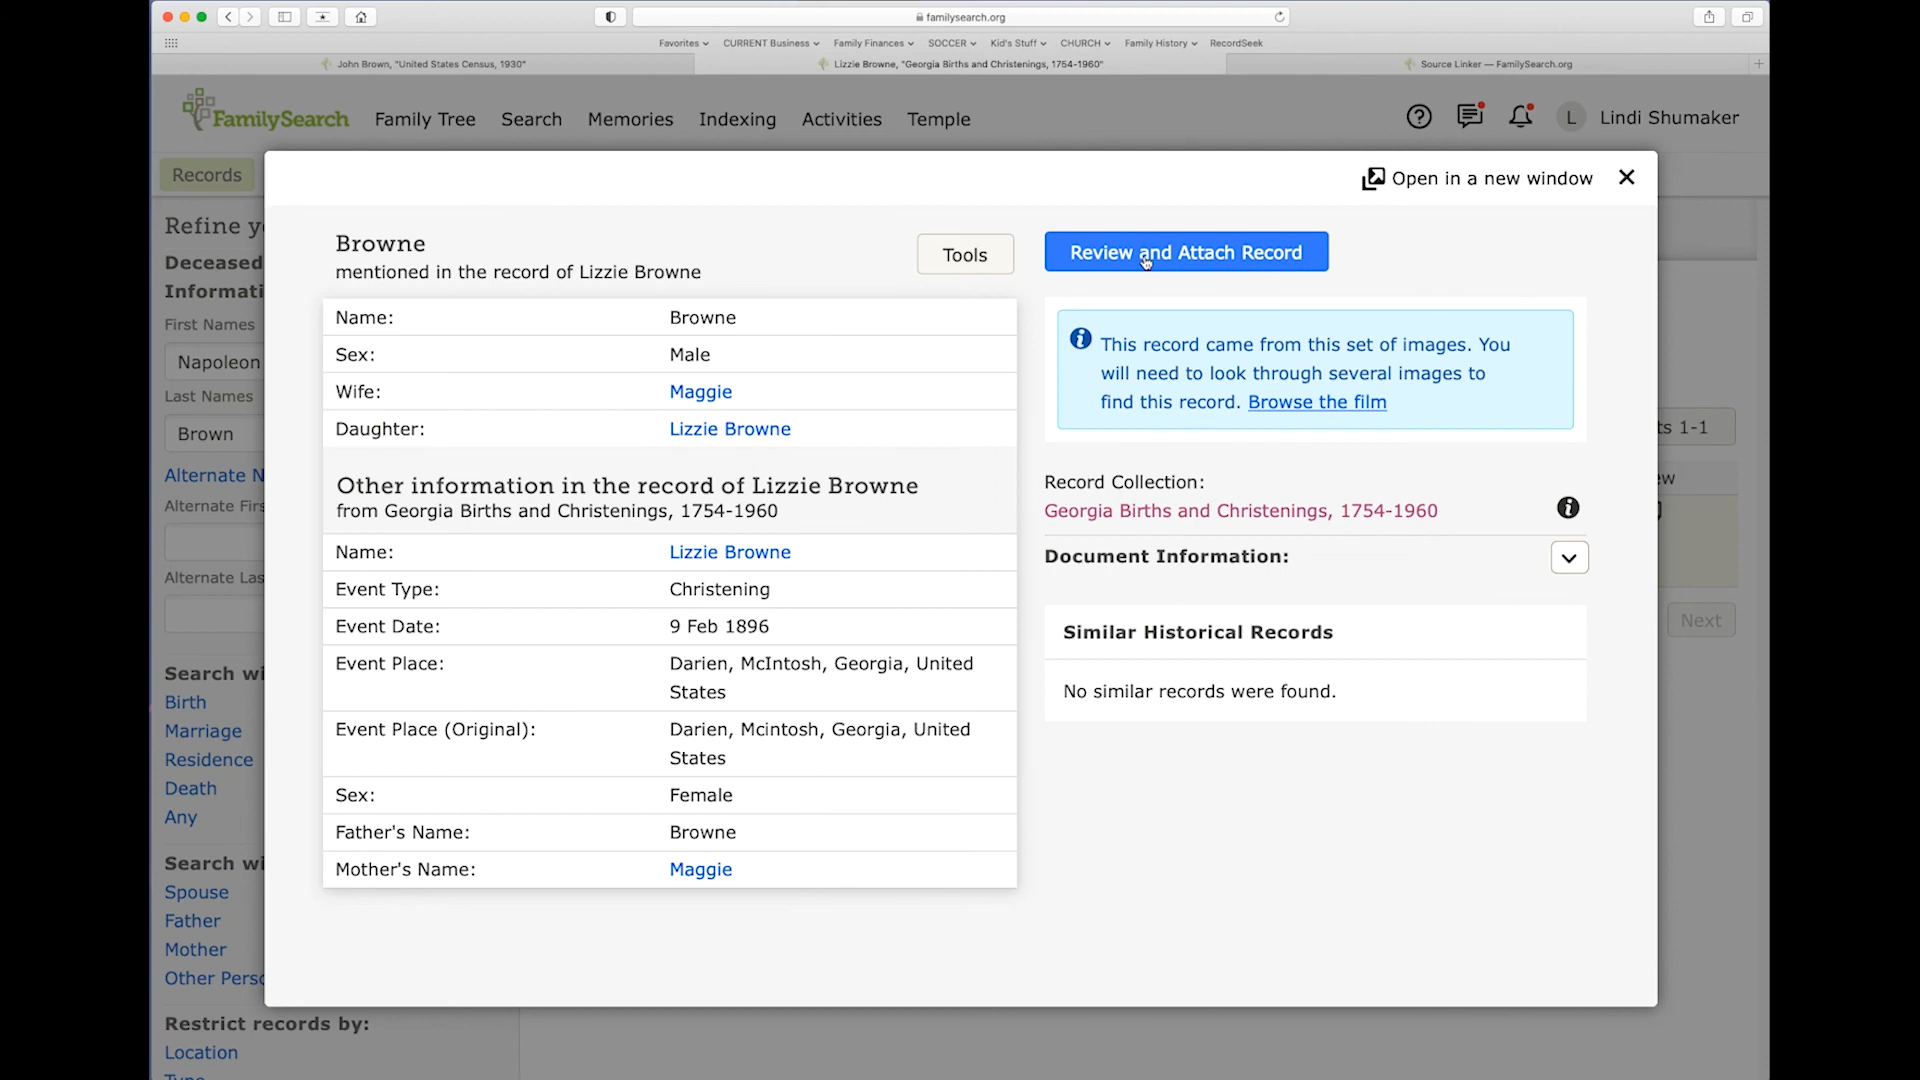 familysearch.org
Favorites CURRENT Business Family Finances SOCCER Kid's Stuff CHURCH Family History RecordSeek
John Brown, "United States Census, 1930"
Lizzie Browne, "Georgia Births and Christenings, 1754-1960"
Source Linker — FamilySearch.org
FamilySearch Family Tree Search Memories Indexing Activities Temple
L Lindi Shumaker
Records
Open in a new window
Refine y
Deceased
Informati
First Names
Napoleon
Last Names
Brown
Alternate N
Alternate Firs
Alternate Las
Search wi
Birth
Marriage
Residence
Death
Any
Search wi
Spouse
Father
Mother
Other Perso
Restrict records by:
Location
Type
Browne
mentioned in the record of Lizzie Browne
Tools
Name: Browne
Sex: Male
Wife: Maggie
Daughter: Lizzie Browne
Other information in the record of Lizzie Browne
from Georgia Births and Christenings, 1754-1960
Name: Lizzie Browne
Event Type: Christening
Event Date: 9 Feb 1896
Event Place: Darien, McIntosh, Georgia, United
States
Event Place (Original): Darien, Mcintosh, Georgia, United
States
Sex: Female
Father's Name: Browne
Mother's Name: Maggie
Review and Attach Record
This record came from this set of images. You
will need to look through several images to
find this record. Browse the film
Record Collection:
Georgia Births and Christenings, 1754-1960
Document Information:
Similar Historical Records
No similar records were found.
ts 1-1
ew
Next